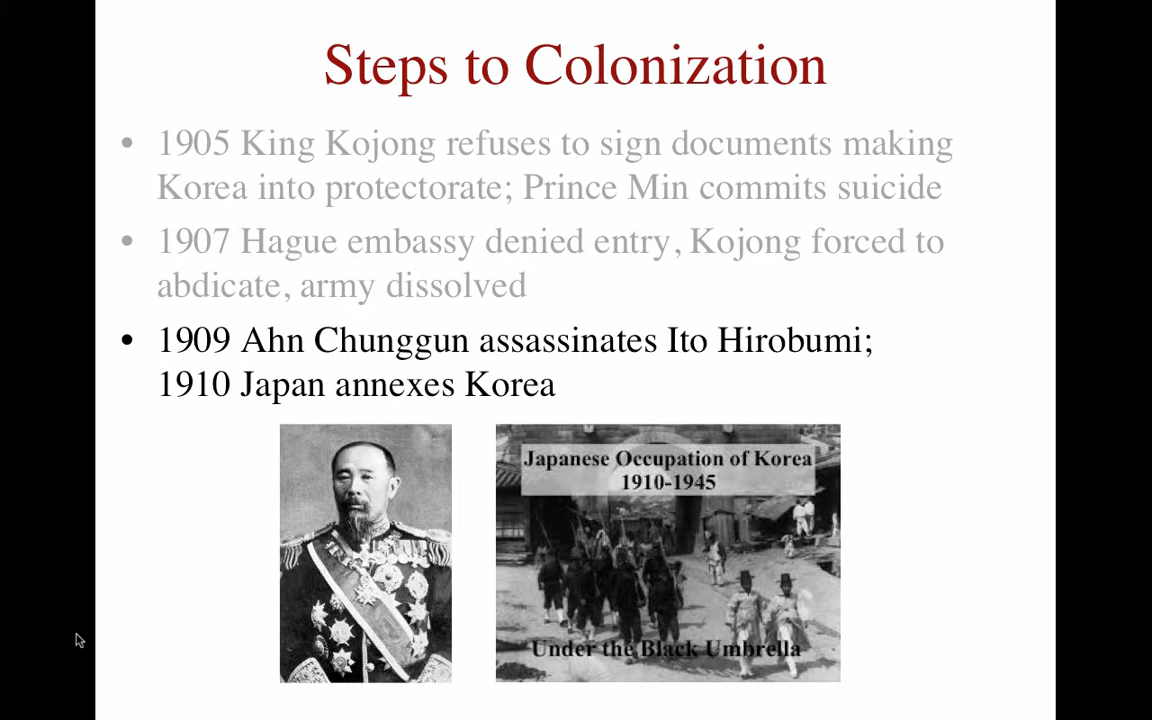 Steps to Colonization
• 1905 King Kojong refuses to sign documents making
Korea into protectorate; Prince Min commits suicide
• 1907 Hague embassy denied entry, Kojong forced to
abdicate, army dissolved
• 1909 Ahn Chunggun assassinates Ito Hirobumi;
1910 Japan annexes Korea
Japanese Occupation of Korea
1910-1945
Under the Black Umbrella